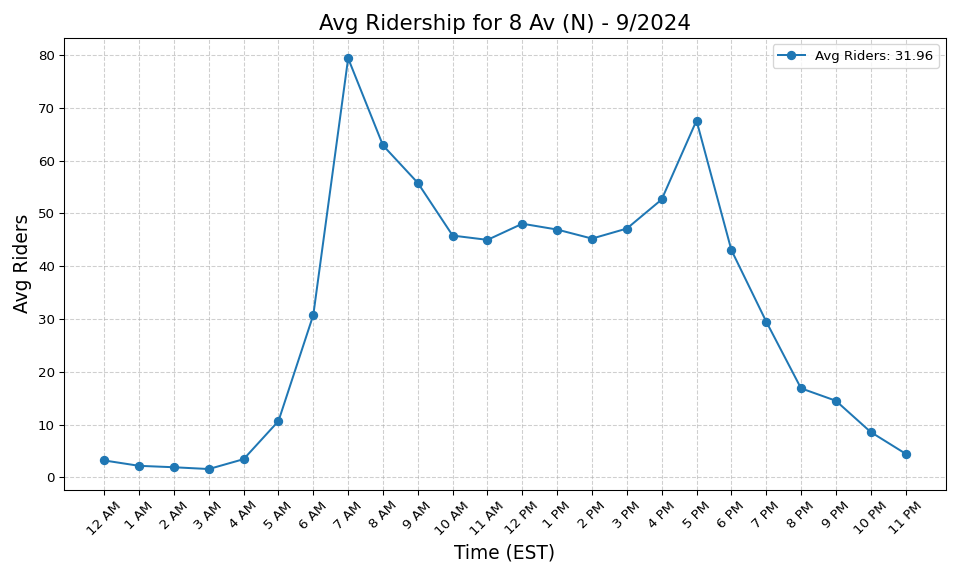 Avg Ridership for 8 Av (N) - 9/2024
Avg Riders: 31.96
Avg Riders
80
70
60
50
40
30
20
10
0
12 AM 1 AM 2 AM 3 AM 4 AM 5 AM 6 AM 7 AM 8 AM 9 AM 10 AM 11 AM 12 PM 1 PM 2 PM 3 PM 4 PM 5 PM 6 PM 7 PM 8 PM 9 PM 10 PM 11 PM
Time (EST)